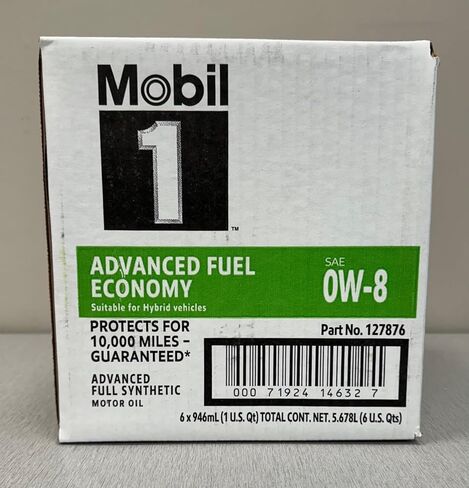 Mobil
1
™
ADVANCED FUEL
ECONOMY
Suitable for Hybrid vehicles
SAE
0W-8
PROTECTS FOR
10,000 MILES –
GUARANTEED*
ADVANCED
FULL SYNTHETIC
MOTOR OIL
Part No. 127876
000 71924 14632 7
6 x 946mL (1 U.S. Qt) TOTAL CONT. NET. 5.678L (6 U.S. Qts)